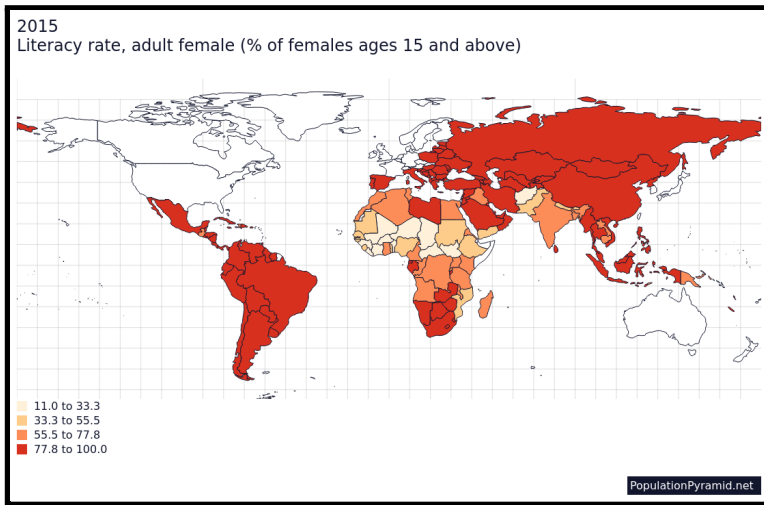 2015
Literacy rate, adult female (% of females ages 15 and above)
11.0 to 33.3
33.3 to 55.5
55.5 to 77.8
77.8 to 100.0
PopulationPyramid.net